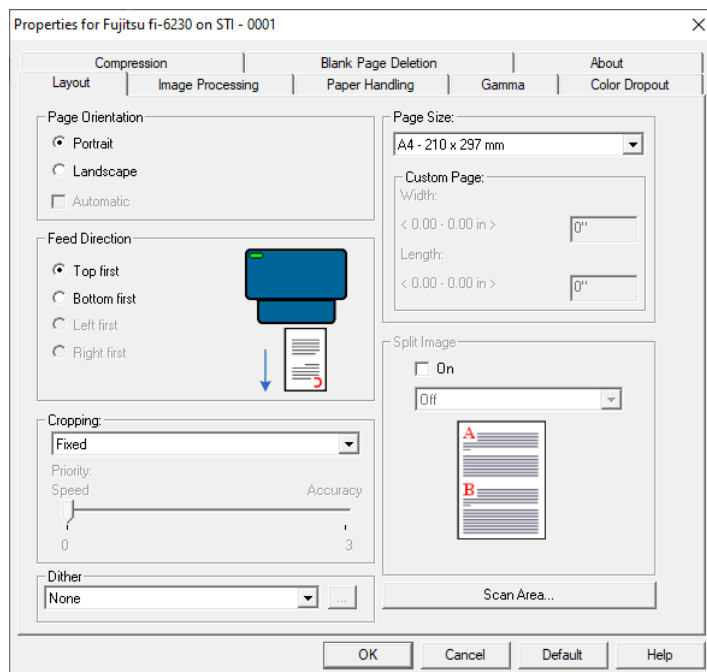 Properties for Fujitsu fi-6230 on STI - 0001
Compression
Blank Page Deletion
About
Layout
Image Processing
Paper Handling
Gamma
Color Dropout
Page Orientation
Portrait
Landscape
Automatic
Feed Direction
Top first
Bottom first
Left first
Right first
Cropping:
Fixed
Priority:
Speed
Accuracy
0
3
Dither
None
...
Page Size:
A4 - 210 x 297 mm
Custom Page:
Width:
< 0.00 - 0.00 in >
0"
Length:
< 0.00 - 0.00 in >
0"
Split Image
On
Off
A
B
Scan Area...
OK
Cancel
Default
Help